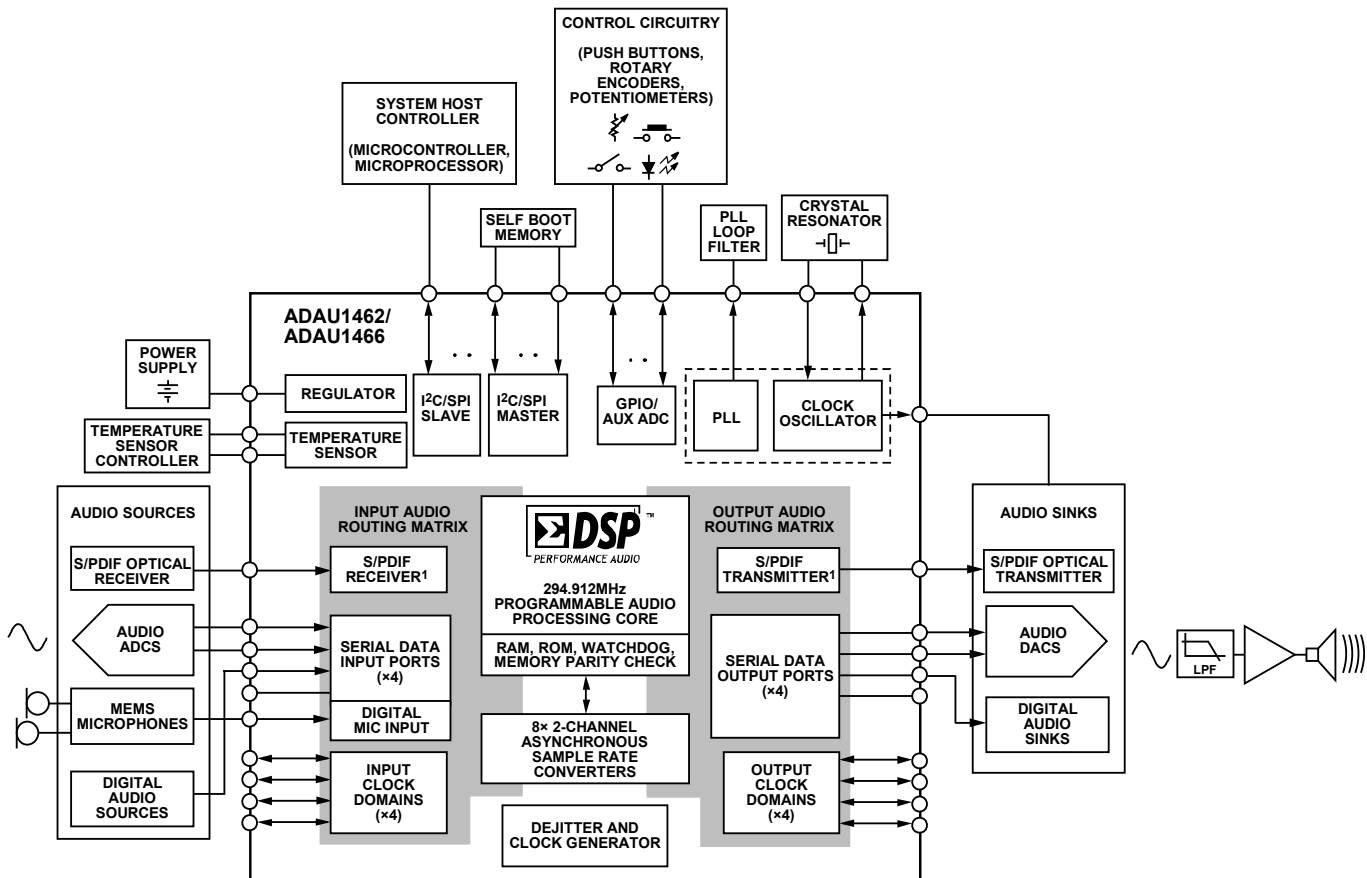 CONTROL CIRCUITRY
(PUSH BUTTONS,
ROTARY
ENCODERS,
POTENTIOMETERS)
SYSTEM HOST
CONTROLLER
(MICROCONTROLLER,
MICROPROCESSOR)
SELF BOOT
MEMORY
PLL
LOOP
FILTER
CRYSTAL
RESONATOR
ADAU1462/
ADAU1466
POWER
SUPPLY
REGULATOR
TEMPERATURE
SENSOR
CONTROLLER
TEMPERATURE
SENSOR
I²C/SPI
SLAVE
I²C/SPI
MASTER
GPIO/
AUX ADC
PLL
CLOCK
OSCILLATOR
AUDIO SOURCES
S/PDIF OPTICAL
RECEIVER
AUDIO
ADCS
MEMS
MICROPHONES
DIGITAL
AUDIO
SOURCES
INPUT AUDIO
ROUTING MATRIX
S/PDIF
RECEIVER¹
SERIAL DATA
INPUT PORTS
(×4)
DIGITAL
MIC INPUT
INPUT
CLOCK
DOMAINS
(×4)
ΣDSP™
PERFORMANCE AUDIO
294.912MHz
PROGRAMMABLE AUDIO
PROCESSING CORE
RAM, ROM, WATCHDOG,
MEMORY PARITY CHECK
8× 2-CHANNEL
ASYNCHRONOUS
SAMPLE RATE
CONVERTERS
DEJITTER AND
CLOCK GENERATOR
OUTPUT AUDIO
ROUTING MATRIX
S/PDIF
TRANSMITTER¹
SERIAL DATA
OUTPUT PORTS
(×4)
OUTPUT
CLOCK
DOMAINS
(×4)
AUDIO SINKS
S/PDIF OPTICAL
TRANSMITTER
AUDIO
DACS
DIGITAL
AUDIO
SINKS
LPF